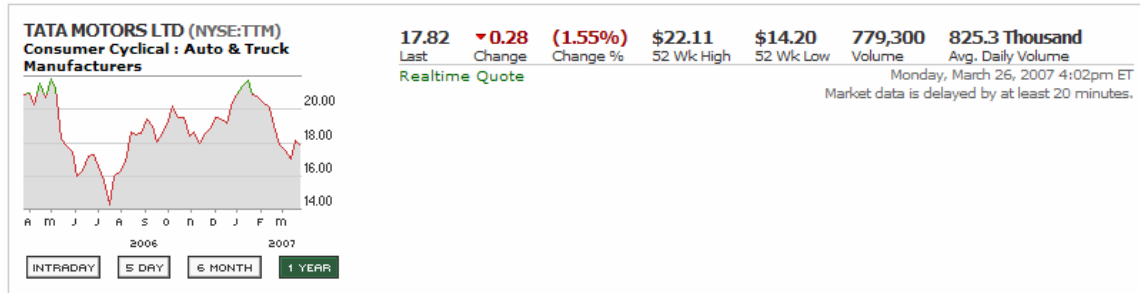 TATA MOTORS LTD (NYSE:TTM)
Consumer Cyclical : Auto & Truck
Manufacturers
20.00
18.00
16.00
14.00
A M J J A S O N D J F M
2006 2007
INTRADAY 5 DAY 6 MONTH 1 YEAR
17.82 ▼0.28 (1.55%) $22.11 $14.20 779,300 825.3 Thousand
Last Change Change % 52 Wk High 52 Wk Low Volume Avg. Daily Volume
Realtime Quote
Monday, March 26, 2007 4:02pm ET
Market data is delayed by at least 20 minutes.